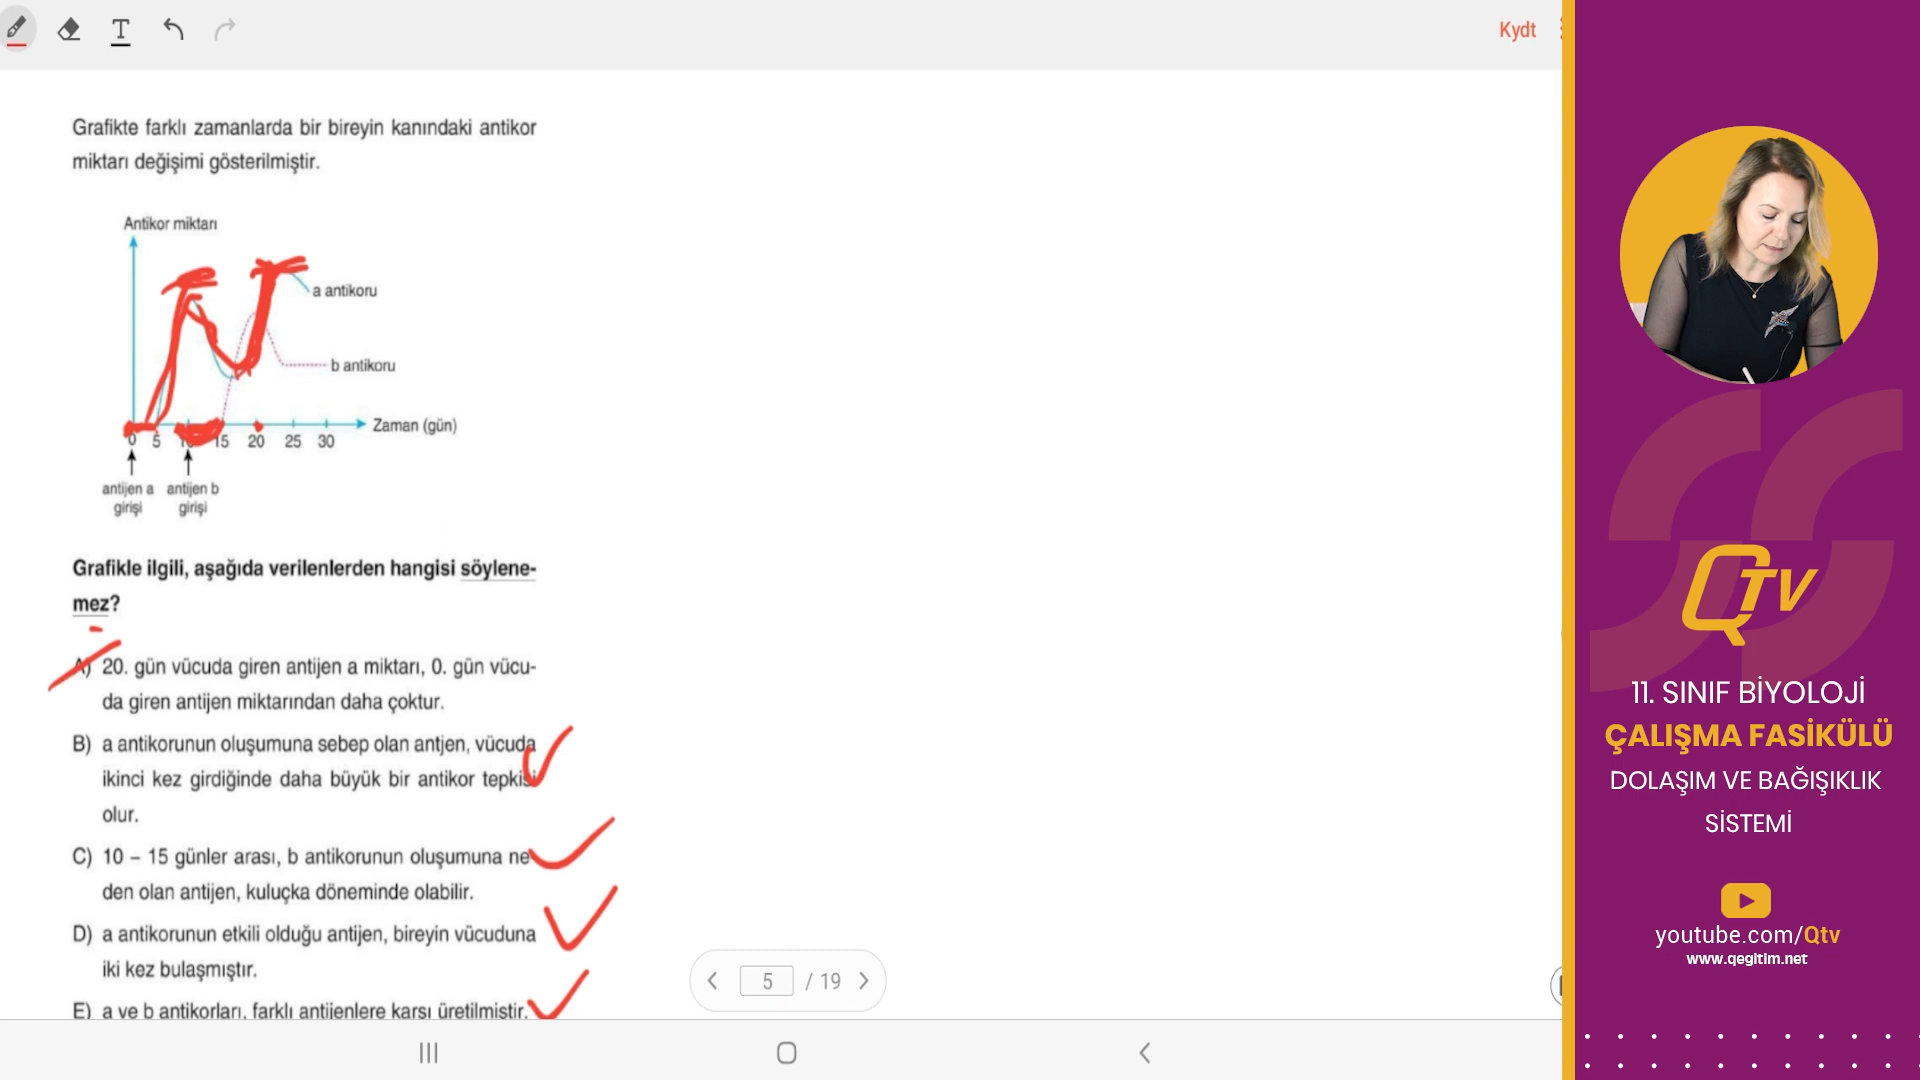 Kydt
Grafikte farklı zamanlarda bir bireyin kanındaki antikor
miktarı değişimi gösterilmiştir.
Antikor miktarı
a antikoru
b antikoru
Zaman (gün)
0 5 10 15 20 25 30
antijen a antijen b
girişi girişi
Grafikle ilgili, aşağıda verilenlerden hangisi söylene-
mez?
A) 20. gün vücuda giren antijen a miktarı, 0. gün vücu-
da giren antijen miktarından daha çoktur.
B) a antikorunun oluşumuna sebep olan antjen, vücuda
ikinci kez girdiğinde daha büyük bir antikor tepkisi
olur.
C) 10 – 15 günler arası, b antikorunun oluşumuna ne
den olan antijen, kuluçka döneminde olabilir.
D) a antikorunun etkili olduğu antijen, bireyin vücuduna
iki kez bulaşmıştır.
E) a ve b antikorları, farklı antijenlere karşı üretilmiştir.
5 / 19
QTV
11. SINIF BİYOLOJİ
ÇALIŞMA FASİKÜLÜ
DOLAŞIM VE BAĞIŞIKLIK
SİSTEMİ
youtube.com/Qtv
www.qegitim.net